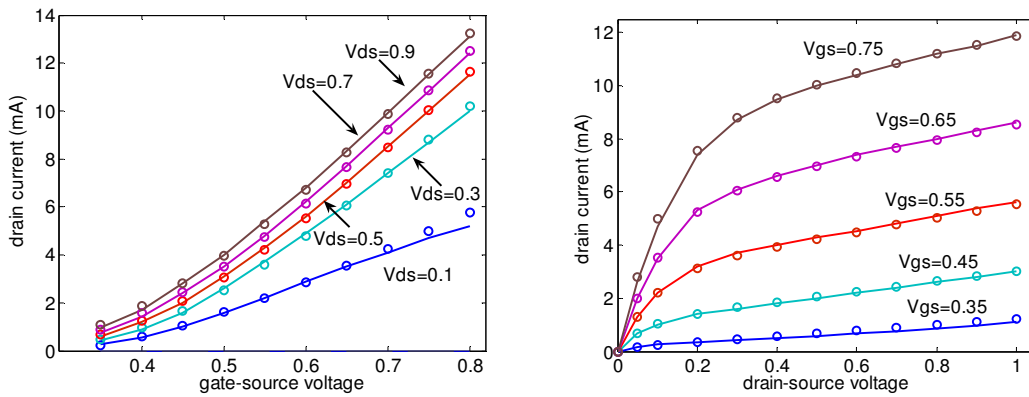 14
12
10
8
6
4
2
0
drain current (mA)
Vds=0.9
Vds=0.7
Vds=0.3
Vds=0.5
Vds=0.1
0.4 0.5 0.6 0.7 0.8
gate-source voltage
12
10
8
6
4
2
0
drain current (mA)
Vgs=0.75
Vgs=0.65
Vgs=0.55
Vgs=0.45
Vgs=0.35
0 0.2 0.4 0.6 0.8 1
drain-source voltage